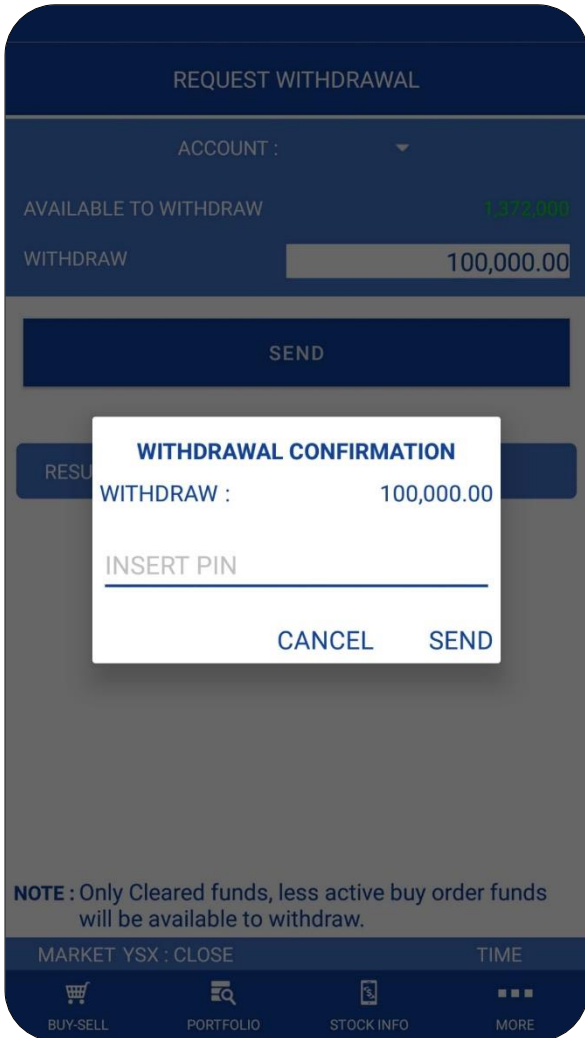 REQUEST WITHDRAWAL
ACCOUNT :
AVAILABLE TO WITHDRAW 1,372,000
WITHDRAW 100,000.00
SEND
RESU
WITHDRAWAL CONFIRMATION
WITHDRAW : 100,000.00
INSERT PIN
CANCEL SEND
NOTE : Only Cleared funds, less active buy order funds
will be available to withdraw.
MARKET YSX : CLOSE TIME
BUY-SELL PORTFOLIO STOCK INFO MORE